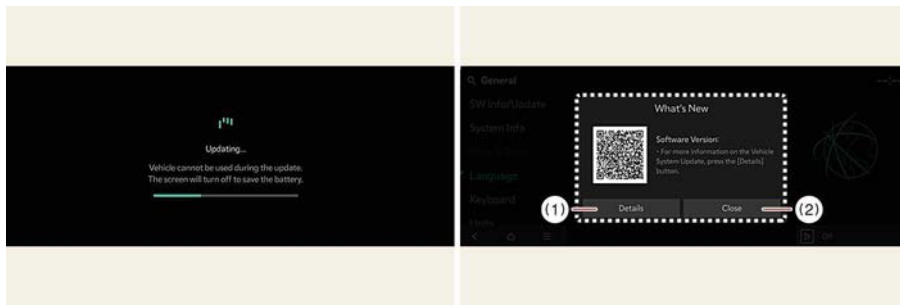 Updating...
Vehicle cannot be used during the update.
The screen will turn off to save the battery.
General
SW Info/Update
System Info
Language
Keyboard
What's New
Software Version:
- For more information on the Vehicle
System Update, press the [Details]
button.
(1)
Details
Close
(2)
Off